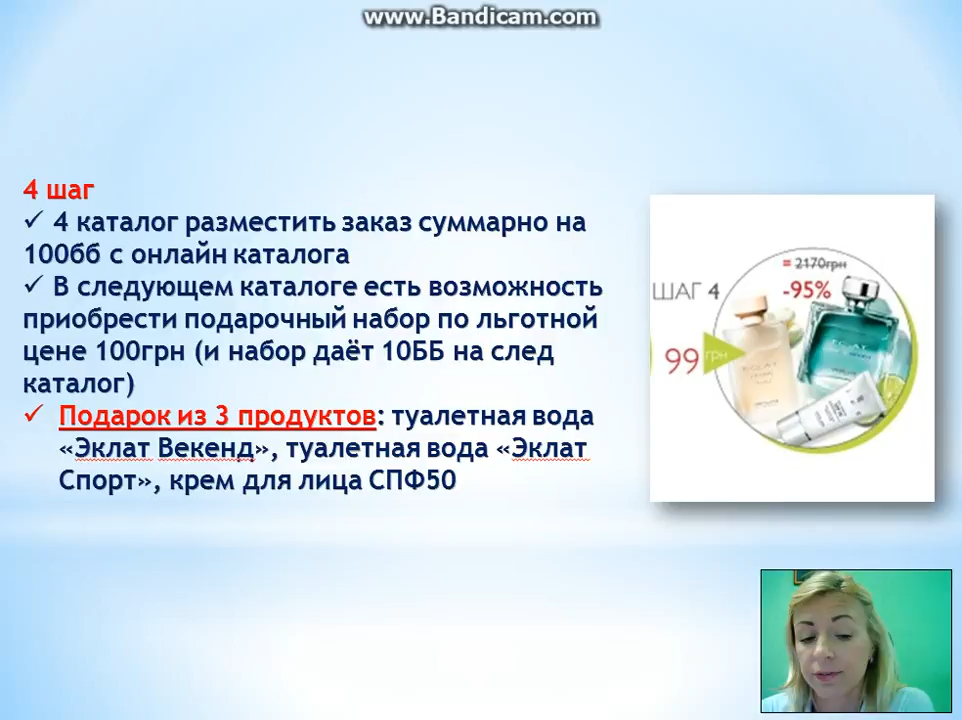 www.Bandicam.com
4 шаг
✓ 4 каталог разместить заказ суммарно на
100бб с онлайн каталога
✓ В следующем каталоге есть возможность
приобрести подарочный набор по льготной
цене 100грн (и набор даёт 10ББ на след
каталог)
✓ Подарок из 3 продуктов: туалетная вода
«Эклат Векенд», туалетная вода «Эклат
Спорт», крем для лица СПФ50
= 2170грн
-95%
ШАГ 4
99 грн